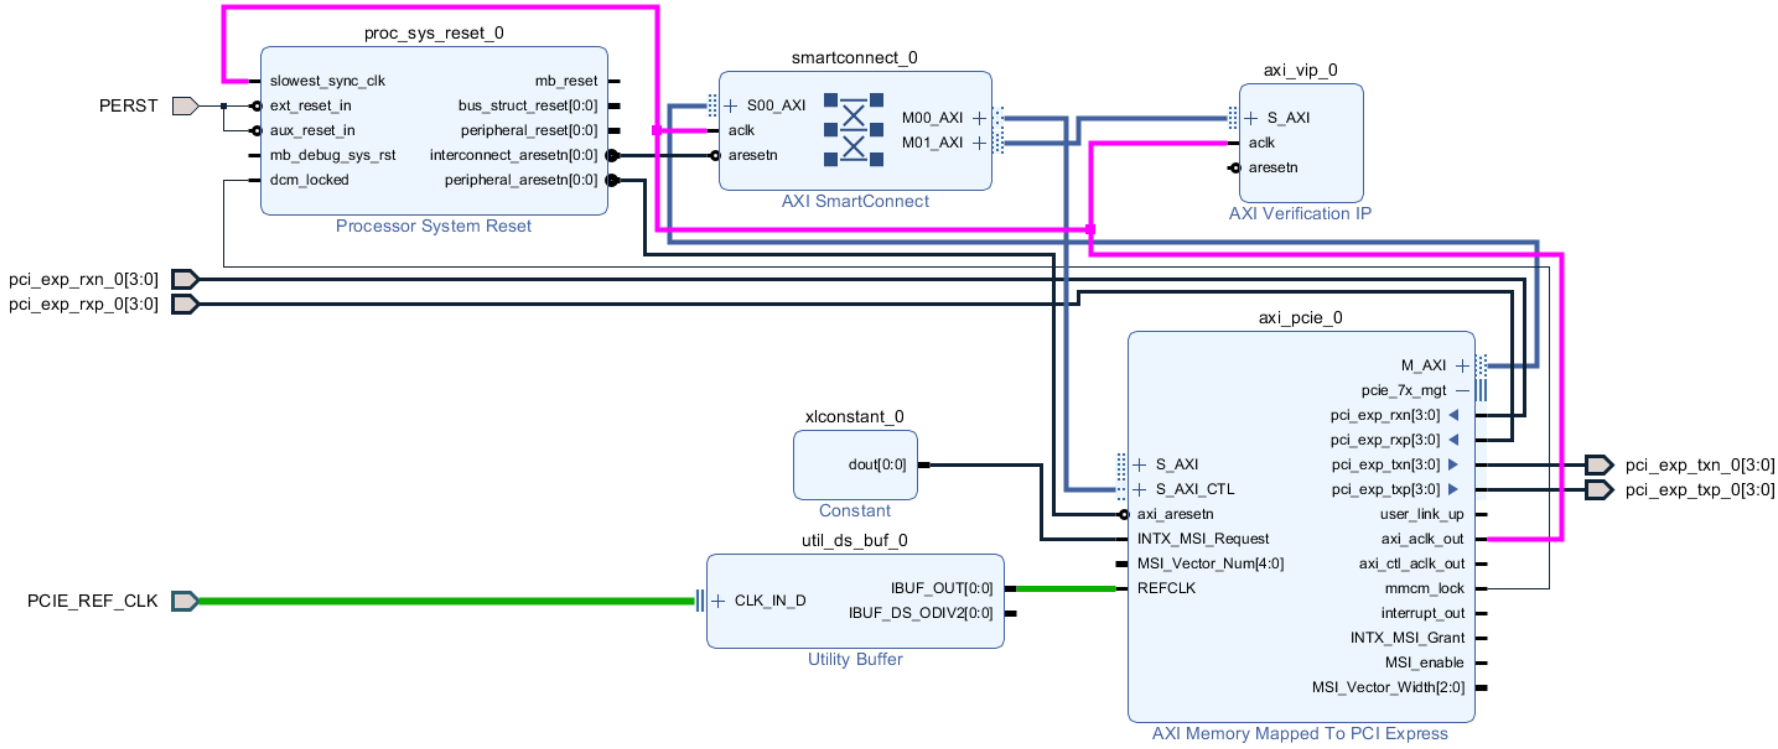 proc_sys_reset_0
slowest_sync_clk
ext_reset_in
aux_reset_in
mb_debug_sys_rst
dcm_locked
mb_reset
bus_struct_reset[0:0]
peripheral_reset[0:0]
interconnect_aresetn[0:0]
peripheral_aresetn[0:0]
Processor System Reset
PERST
smartconnect_0
S00_AXI
aclk
aresetn
M00_AXI
M01_AXI
AXI SmartConnect
axi_vip_0
S_AXI
aclk
aresetn
AXI Verification IP
pci_exp_rxn_0[3:0]
pci_exp_rxp_0[3:0]
axi_pcie_0
S_AXI
S_AXI_CTL
axi_aresetn
INTX_MSI_Request
MSI_Vector_Num[4:0]
REFCLK
M_AXI
pcie_7x_mgt
pci_exp_rxn[3:0]
pci_exp_rxp[3:0]
pci_exp_txn[3:0]
pci_exp_txp[3:0]
user_link_up
axi_aclk_out
axi_ctl_aclk_out
mmcm_lock
interrupt_out
INTX_MSI_Grant
MSI_enable
MSI_Vector_Width[2:0]
AXI Memory Mapped To PCI Express
pci_exp_txn_0[3:0]
pci_exp_txp_0[3:0]
xlconstant_0
dout[0:0]
Constant
util_ds_buf_0
CLK_IN_D
IBUF_OUT[0:0]
IBUF_DS_ODIV2[0:0]
Utility Buffer
PCIE_REF_CLK